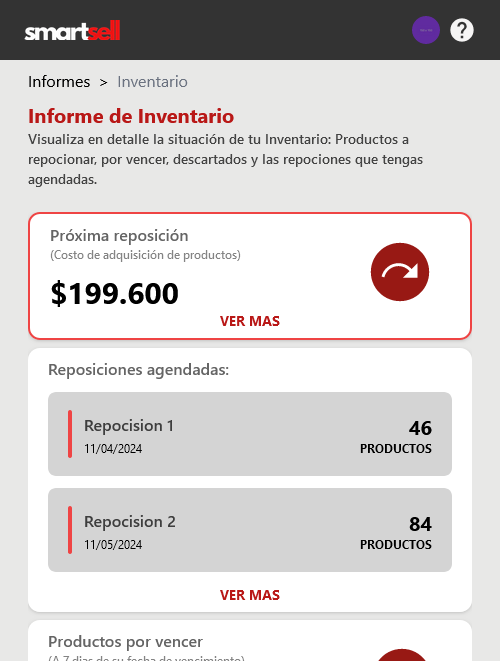 smartsell
Informes > Inventario
Informe de Inventario
Visualiza en detalle la situación de tu Inventario: Productos a
repocionar, por vencer, descartados y las repociones que tengas
agendadas.
Próxima reposición
(Costo de adquisición de productos)
$199.600
VER MAS
Reposiciones agendadas:
Repocision 1
46
11/04/2024
PRODUCTOS
Repocision 2
84
11/05/2024
PRODUCTOS
VER MAS
Productos por vencer
(A 7 dias de su fecha de vencimiento)